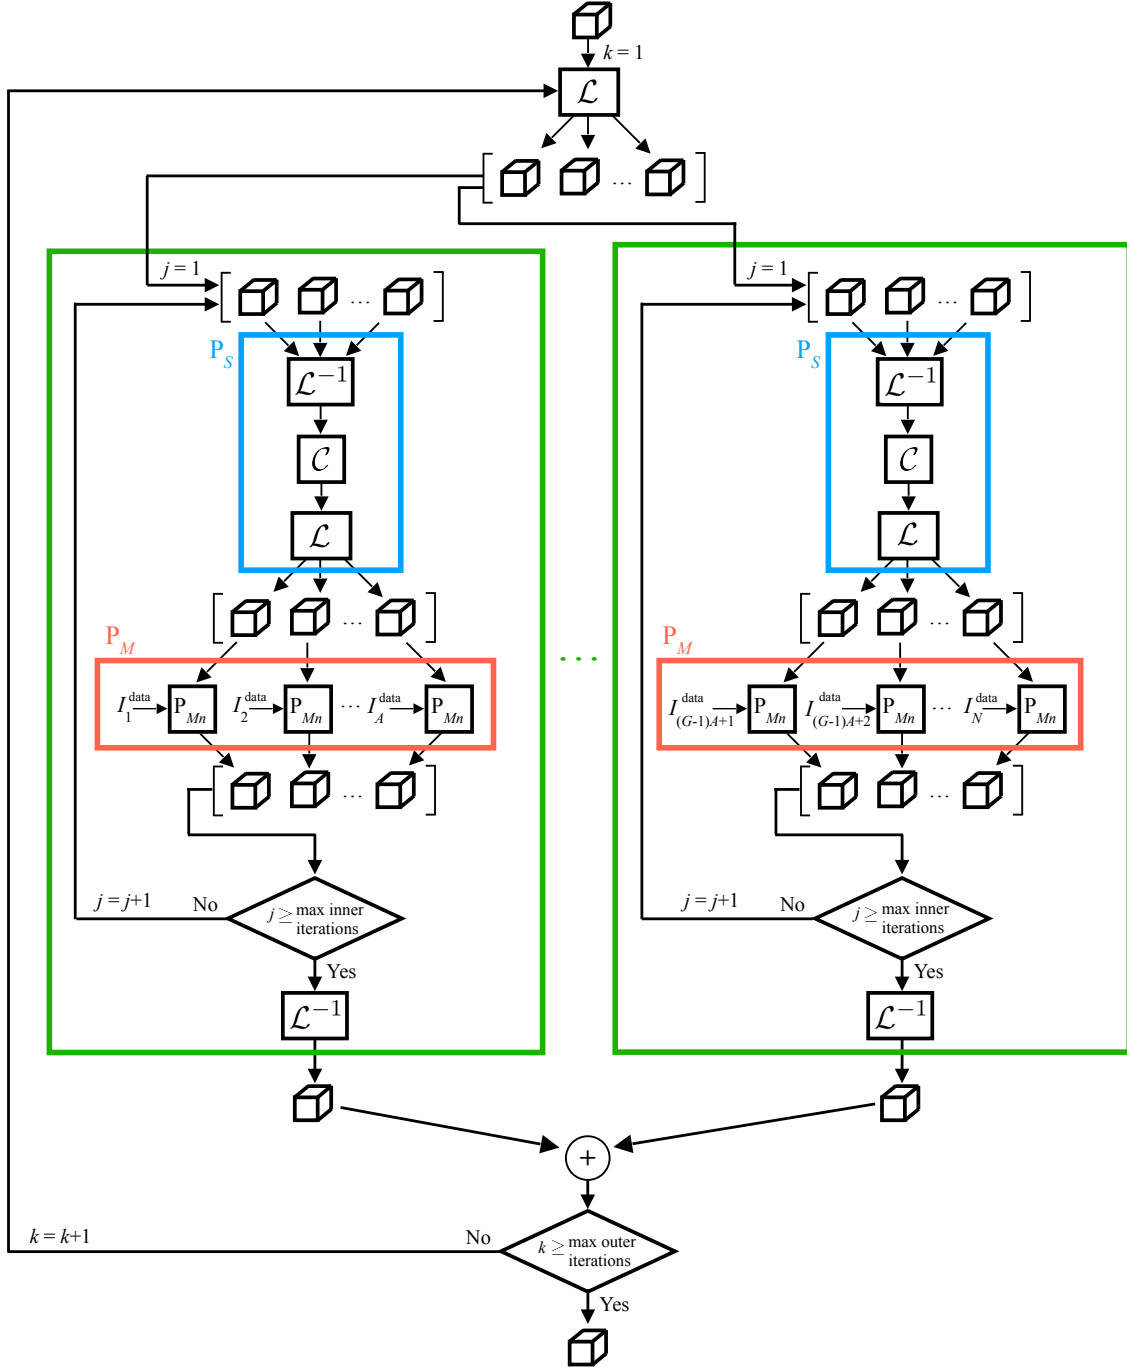 k = 1
ℒ
...
j = 1
...
j = 1
...
P_S
P_S
ℒ⁻¹
ℒ⁻¹
𝒞
𝒞
ℒ
ℒ
...
...
P_M
...
P_M
I_1^data P_Mn I_2^data P_Mn ... I_A^data P_Mn
I_(G-1)A+1^data P_Mn I_(G-1)A+2^data P_Mn ... I_N^data P_Mn
...
...
j = j+1 No
j ≥ max inner
iterations
j = j+1 No
j ≥ max inner
iterations
Yes
Yes
ℒ⁻¹
ℒ⁻¹
+
k = k+1 No
k ≥ max outer
iterations
Yes